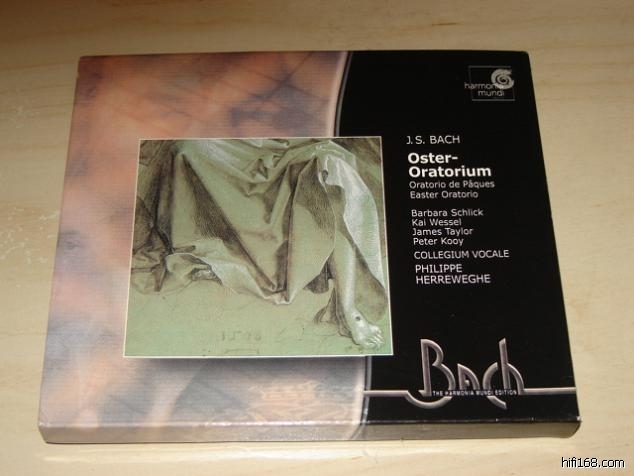 harmonia
mundi
J.S. BACH
Oster-
Oratorium
Oratorio de Pâques
Easter Oratorio
Barbara Schlick
Kai Wessel
James Taylor
Peter Kooy
COLLEGIUM VOCALE
PHILIPPE
HERREWEGHE
Bach
THE HARMONIA MUNDI EDITION
hifi168.com